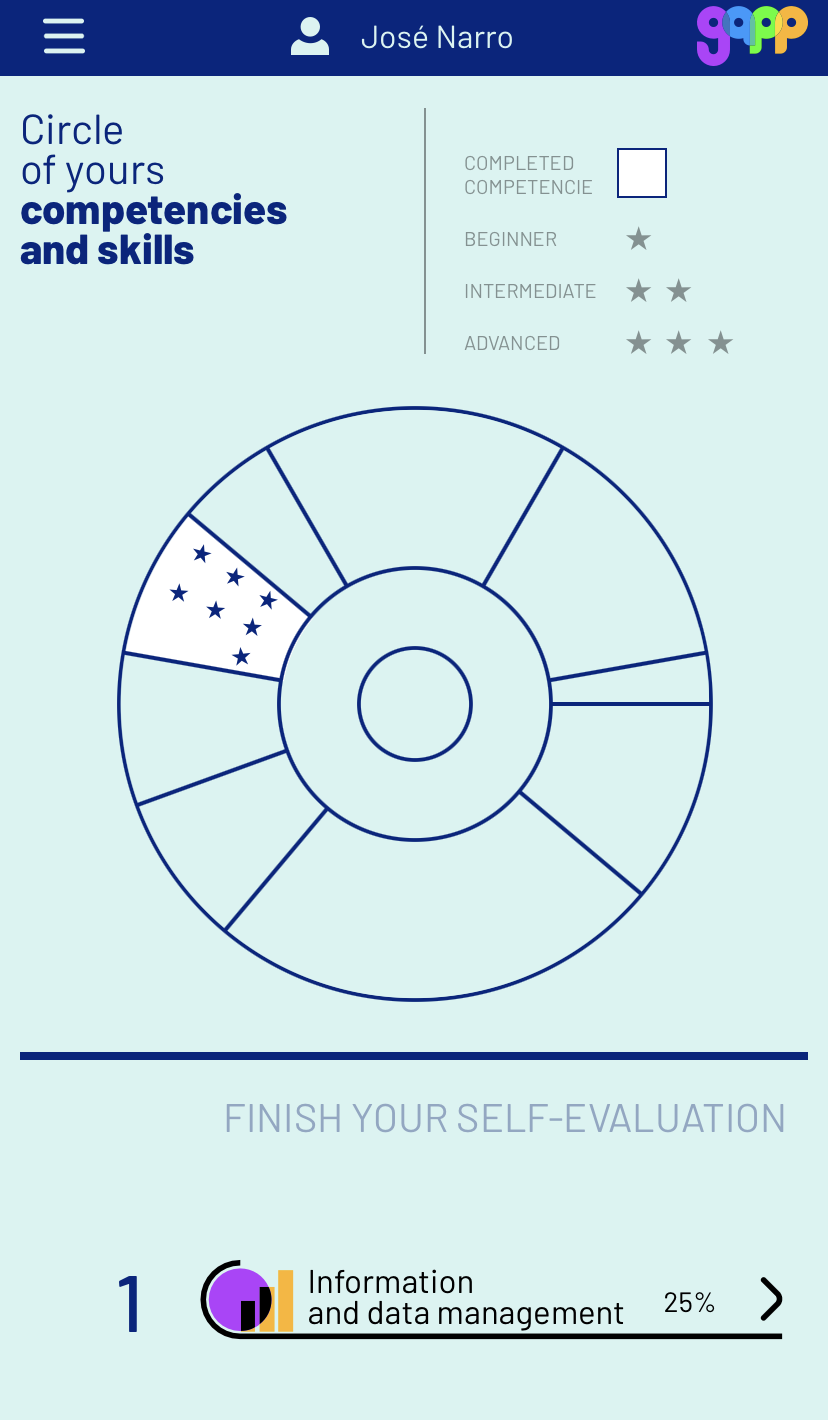 José Narro
gapp
Circle
of yours
competencies
and skills
COMPLETED
COMPETENCIE
BEGINNER
INTERMEDIATE
ADVANCED
FINISH YOUR SELF-EVALUATION
1
Information
and data management
25%